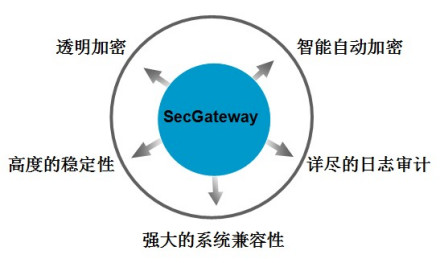 透明加密
智能自动加密
SecGateway
高度的稳定性
详尽的日志审计
强大的系统兼容性